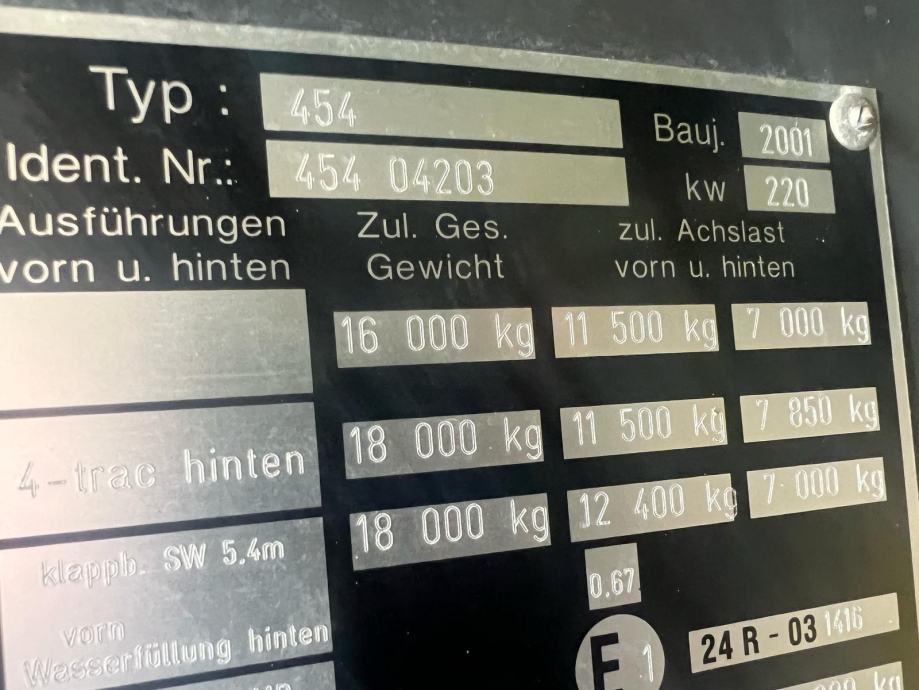 Typ : 454 Bauj. 2001
Ident. Nr.: 454 04203 kw 220
Ausführungen Zul. Ges. zul. Achslast
vorn u. hinten Gewicht vorn u. hinten
16 000 kg 11 500 kg 7 000 kg
4-trac hinten 18 000 kg 11 500 kg 7 850 kg
klappb. SW 5.4m 18 000 kg 12 400 kg 7 000 kg
0.67
vorn
Wasserfüllung hinten E 1 24 R - 03 1416
kg